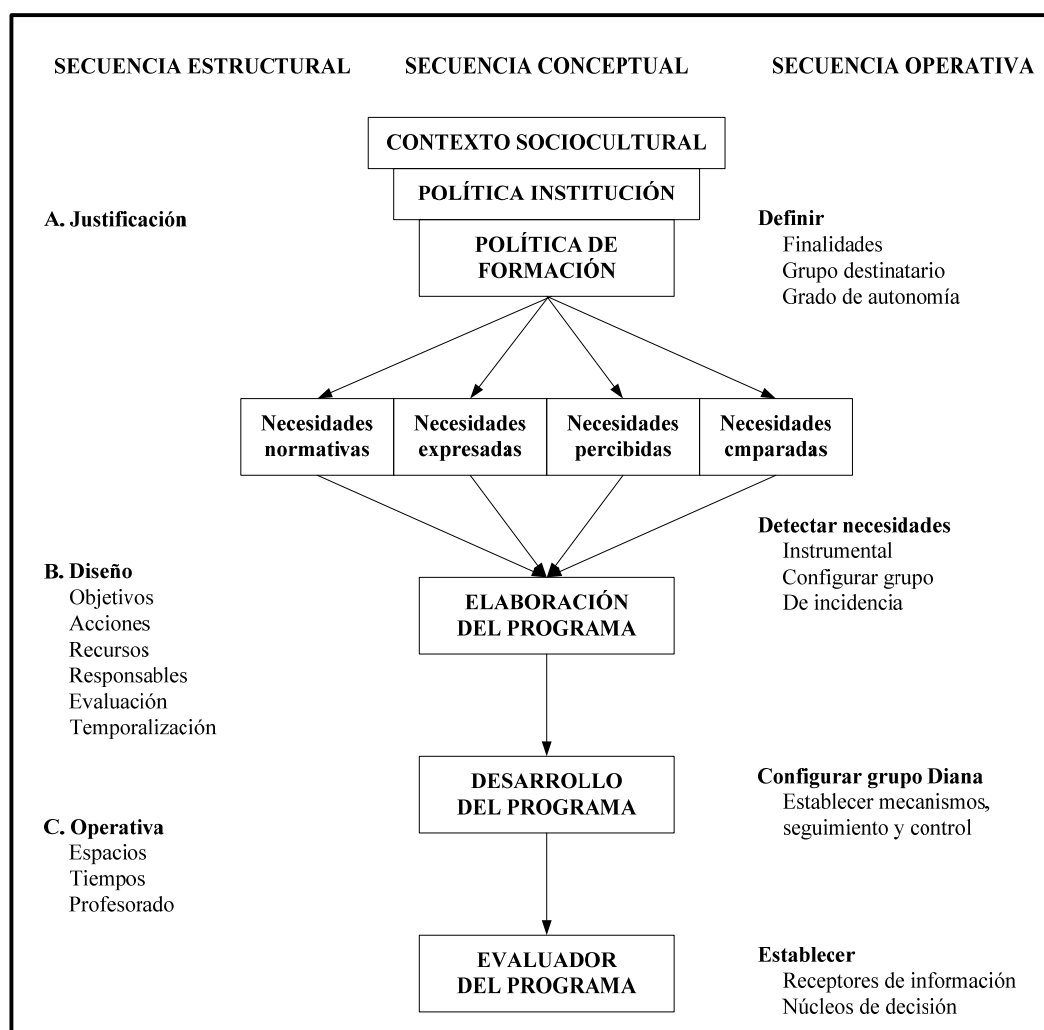 SECUENCIA ESTRUCTURAL
SECUENCIA CONCEPTUAL
SECUENCIA OPERATIVA
CONTEXTO SOCIOCULTURAL
POLÍTICA INSTITUCIÓN
A. Justificación
POLÍTICA DE
FORMACIÓN
Definir
Finalidades
Grupo destinatario
Grado de autonomía
Necesidades
normativas
Necesidades
expresadas
Necesidades
percibidas
Necesidades
cmparadas
Detectar necesidades
Instrumental
Configurar grupo
De incidencia
B. Diseño
Objetivos
Acciones
Recursos
Responsables
Evaluación
Temporalización
ELABORACIÓN
DEL PROGRAMA
DESARROLLO
DEL PROGRAMA
Configurar grupo Diana
Establecer mecanismos,
seguimiento y control
C. Operativa
Espacios
Tiempos
Profesorado
EVALUADOR
DEL PROGRAMA
Establecer
Receptores de información
Núcleos de decisión